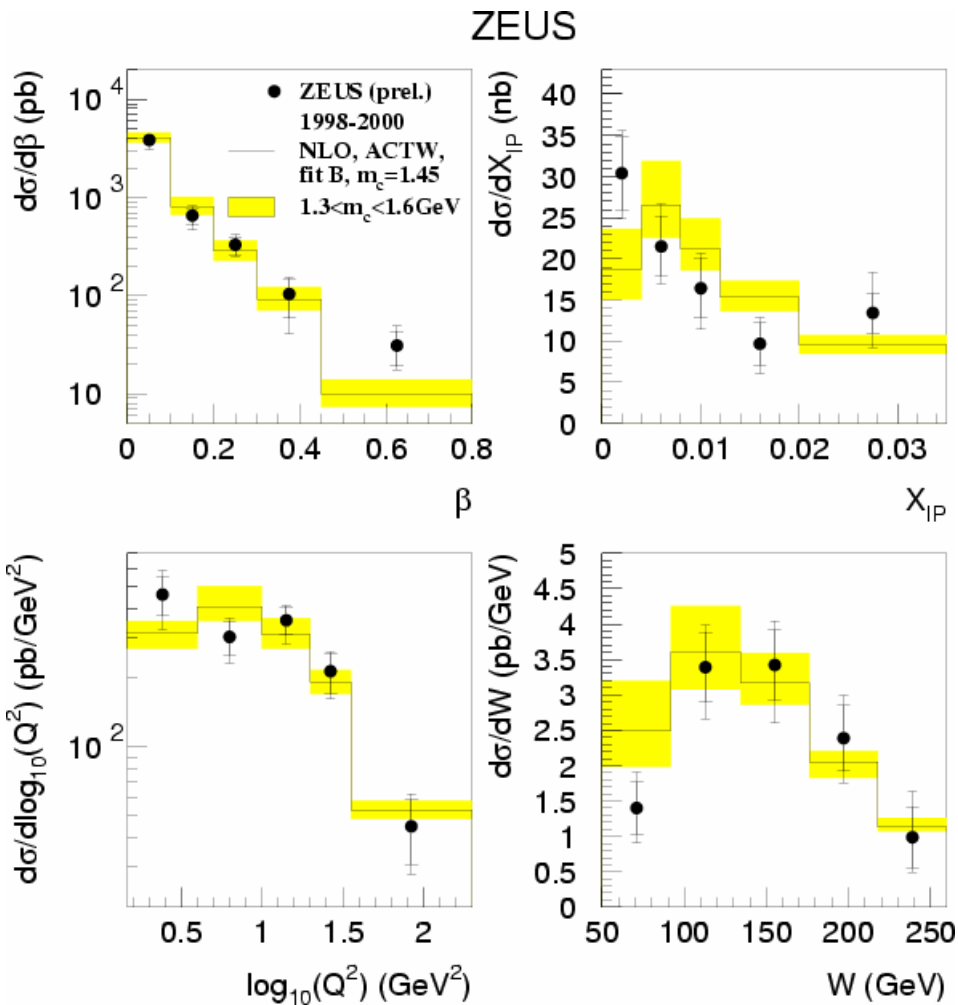 ZEUS
dσ/dβ (pb)
10^4
10^3
10^2
10
0 0.2 0.4 0.6 0.8
β
ZEUS (prel.)
1998-2000
NLO, ACTW,
fit B, m_c=1.45
1.3<m_c<1.6GeV
dσ/dX_IP (nb)
40
35
30
25
20
15
10
5
0
0 0.01 0.02 0.03
X_IP
dσ/dlog_10(Q^2) (pb/GeV^2)
10^2
0.5 1 1.5 2
log_10(Q^2) (GeV^2)
dσ/dW (pb/GeV)
5
4.5
4
3.5
3
2.5
2
1.5
1
0.5
0
50 100 150 200 250
W (GeV)